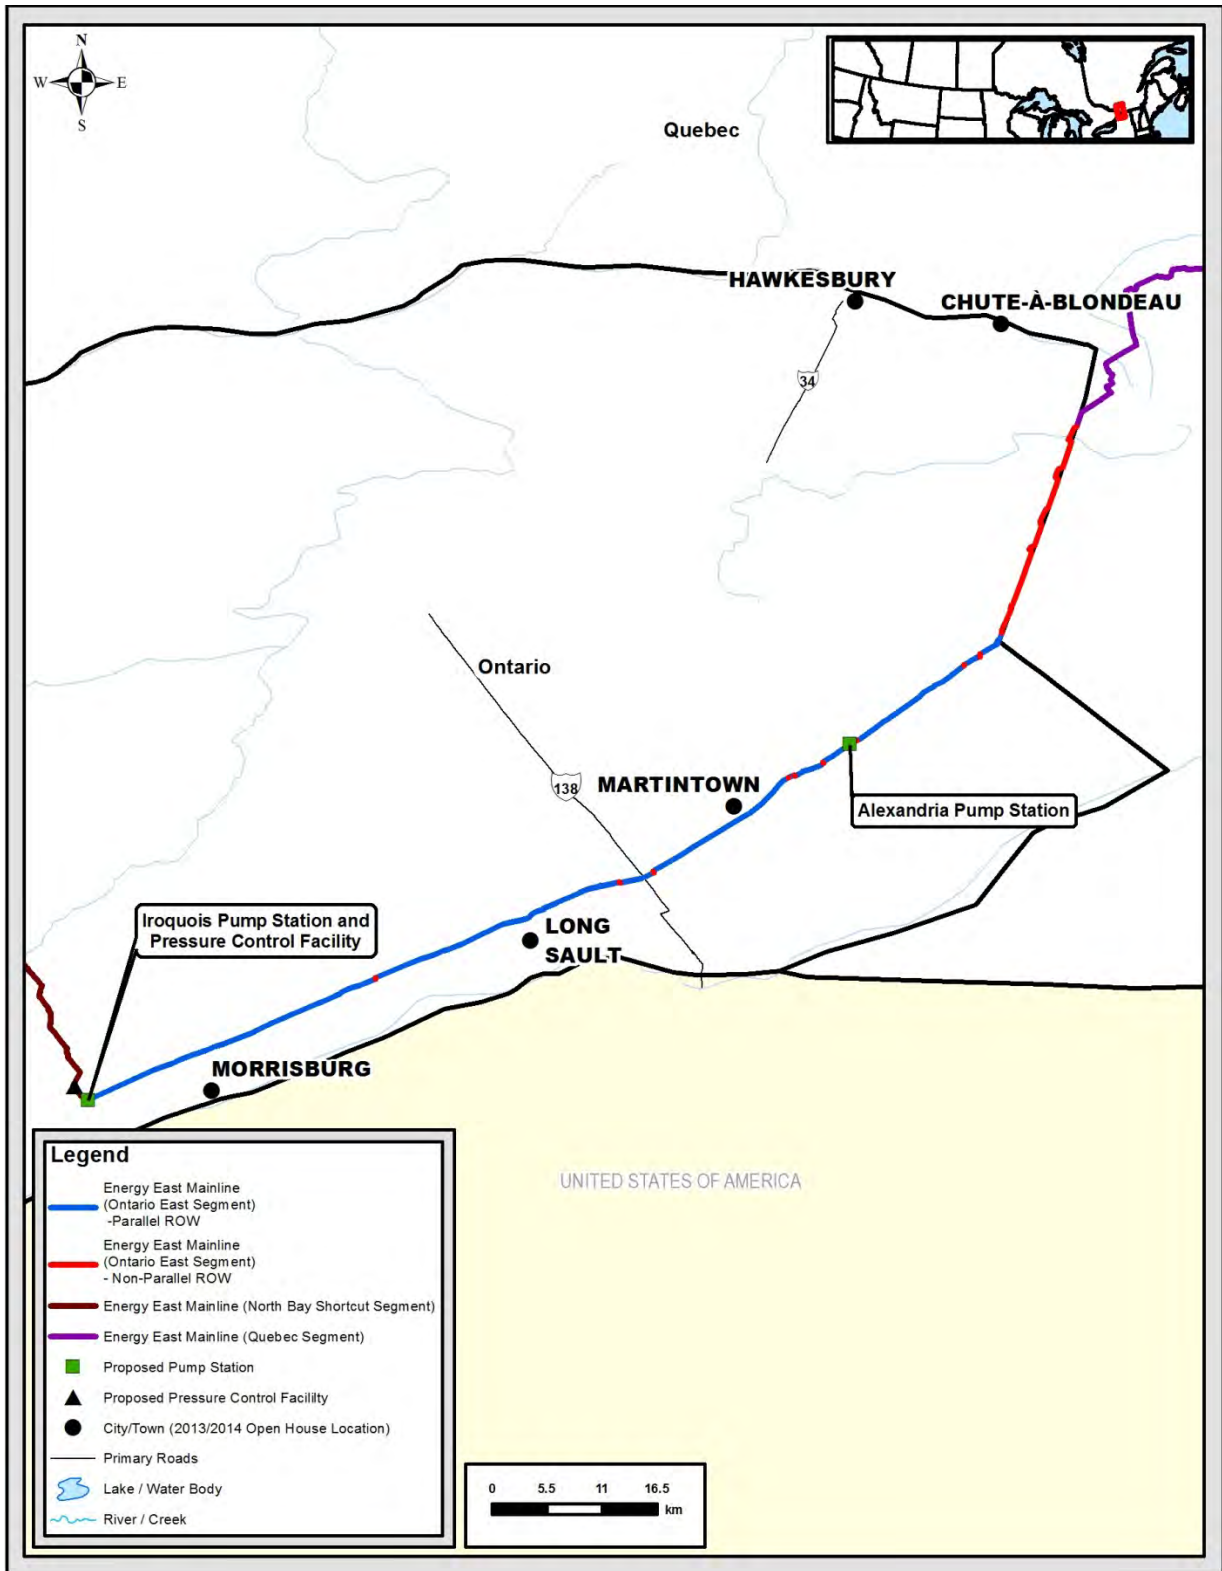 N
W E
S
Quebec
HAWKESBURY
CHUTE-À-BLONDEAU
34
Ontario
138
MARTINTOWN
Alexandria Pump Station
Iroquois Pump Station and
Pressure Control Facility
LONG
SAULT
MORRISBURG
UNITED STATES OF AMERICA
Legend
Energy East Mainline
(Ontario East Segment)
-Parallel ROW
Energy East Mainline
(Ontario East Segment)
- Non-Parallel ROW
Energy East Mainline (North Bay Shortcut Segment)
Energy East Mainline (Quebec Segment)
Proposed Pump Station
Proposed Pressure Control Facililty
City/Town (2013/2014 Open House Location)
Primary Roads
Lake / Water Body
River / Creek
0 5.5 11 16.5
km